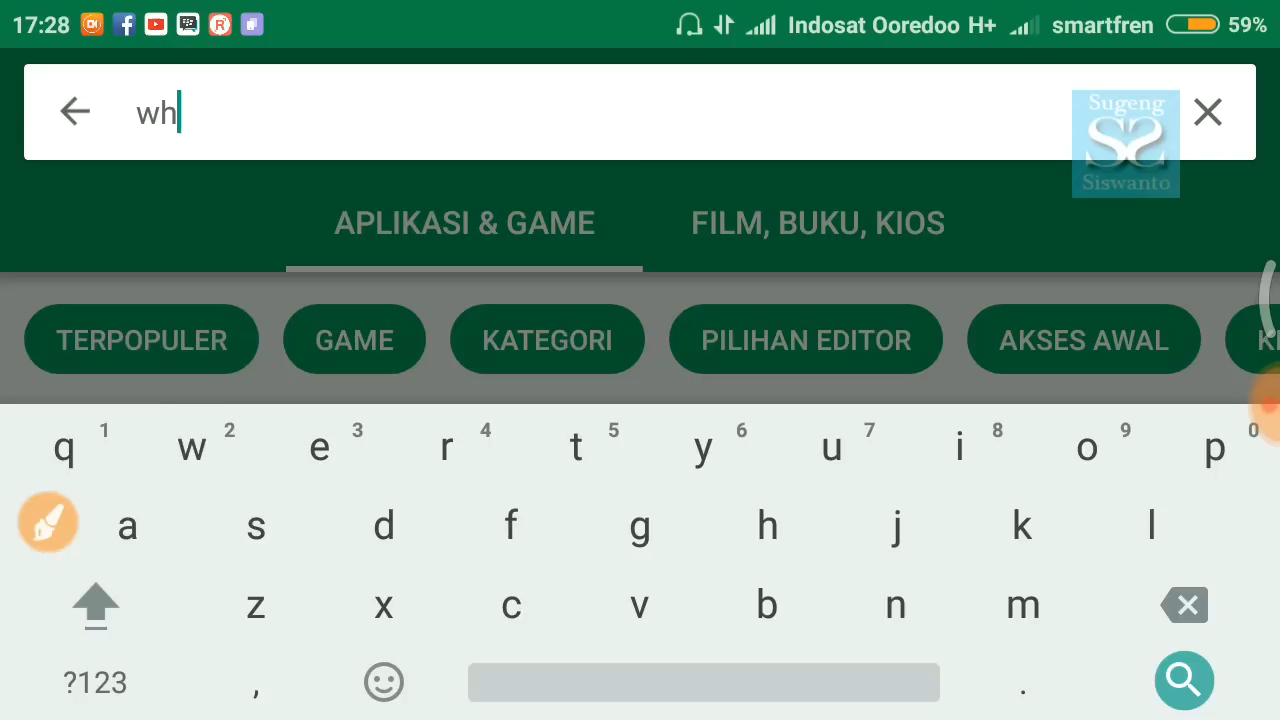 17:28 Indosat Ooredoo H+ smartfren 59%
wh
Sugeng
SS
Siswanto
APLIKASI & GAME FILM, BUKU, KIOS
TERPOPULER GAME KATEGORI PILIHAN EDITOR AKSES AWAL
q 1 w 2 e 3 r 4 t 5 y 6 u 7 i 8 o 9 p 0
a s d f g h j k l
z x c v b n m
?123 , .